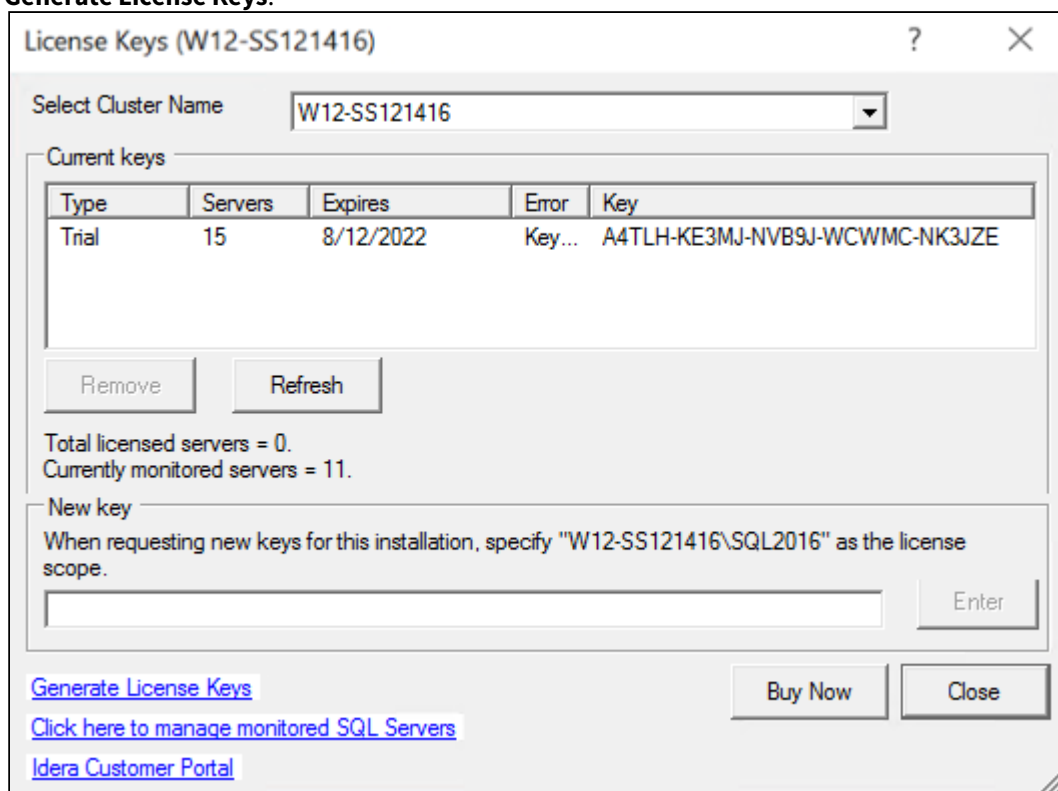 Generate License Keys.
License Keys (W12-SS121416) ?
Select Cluster Name W12-SS121416
Current keys
Type Servers Expires Error Key
Trial 15 8/12/2022 Key... A4TLH-KE3MJ-NVB9J-WCWMC-NK3JZE
Remove Refresh
Total licensed servers = 0.
Currently monitored servers = 11.
New key
When requesting new keys for this installation, specify "W12-SS121416\SQL2016" as the license
scope.
Enter
Generate License Keys Buy Now Close
Click here to manage monitored SQL Servers
Idera Customer Portal